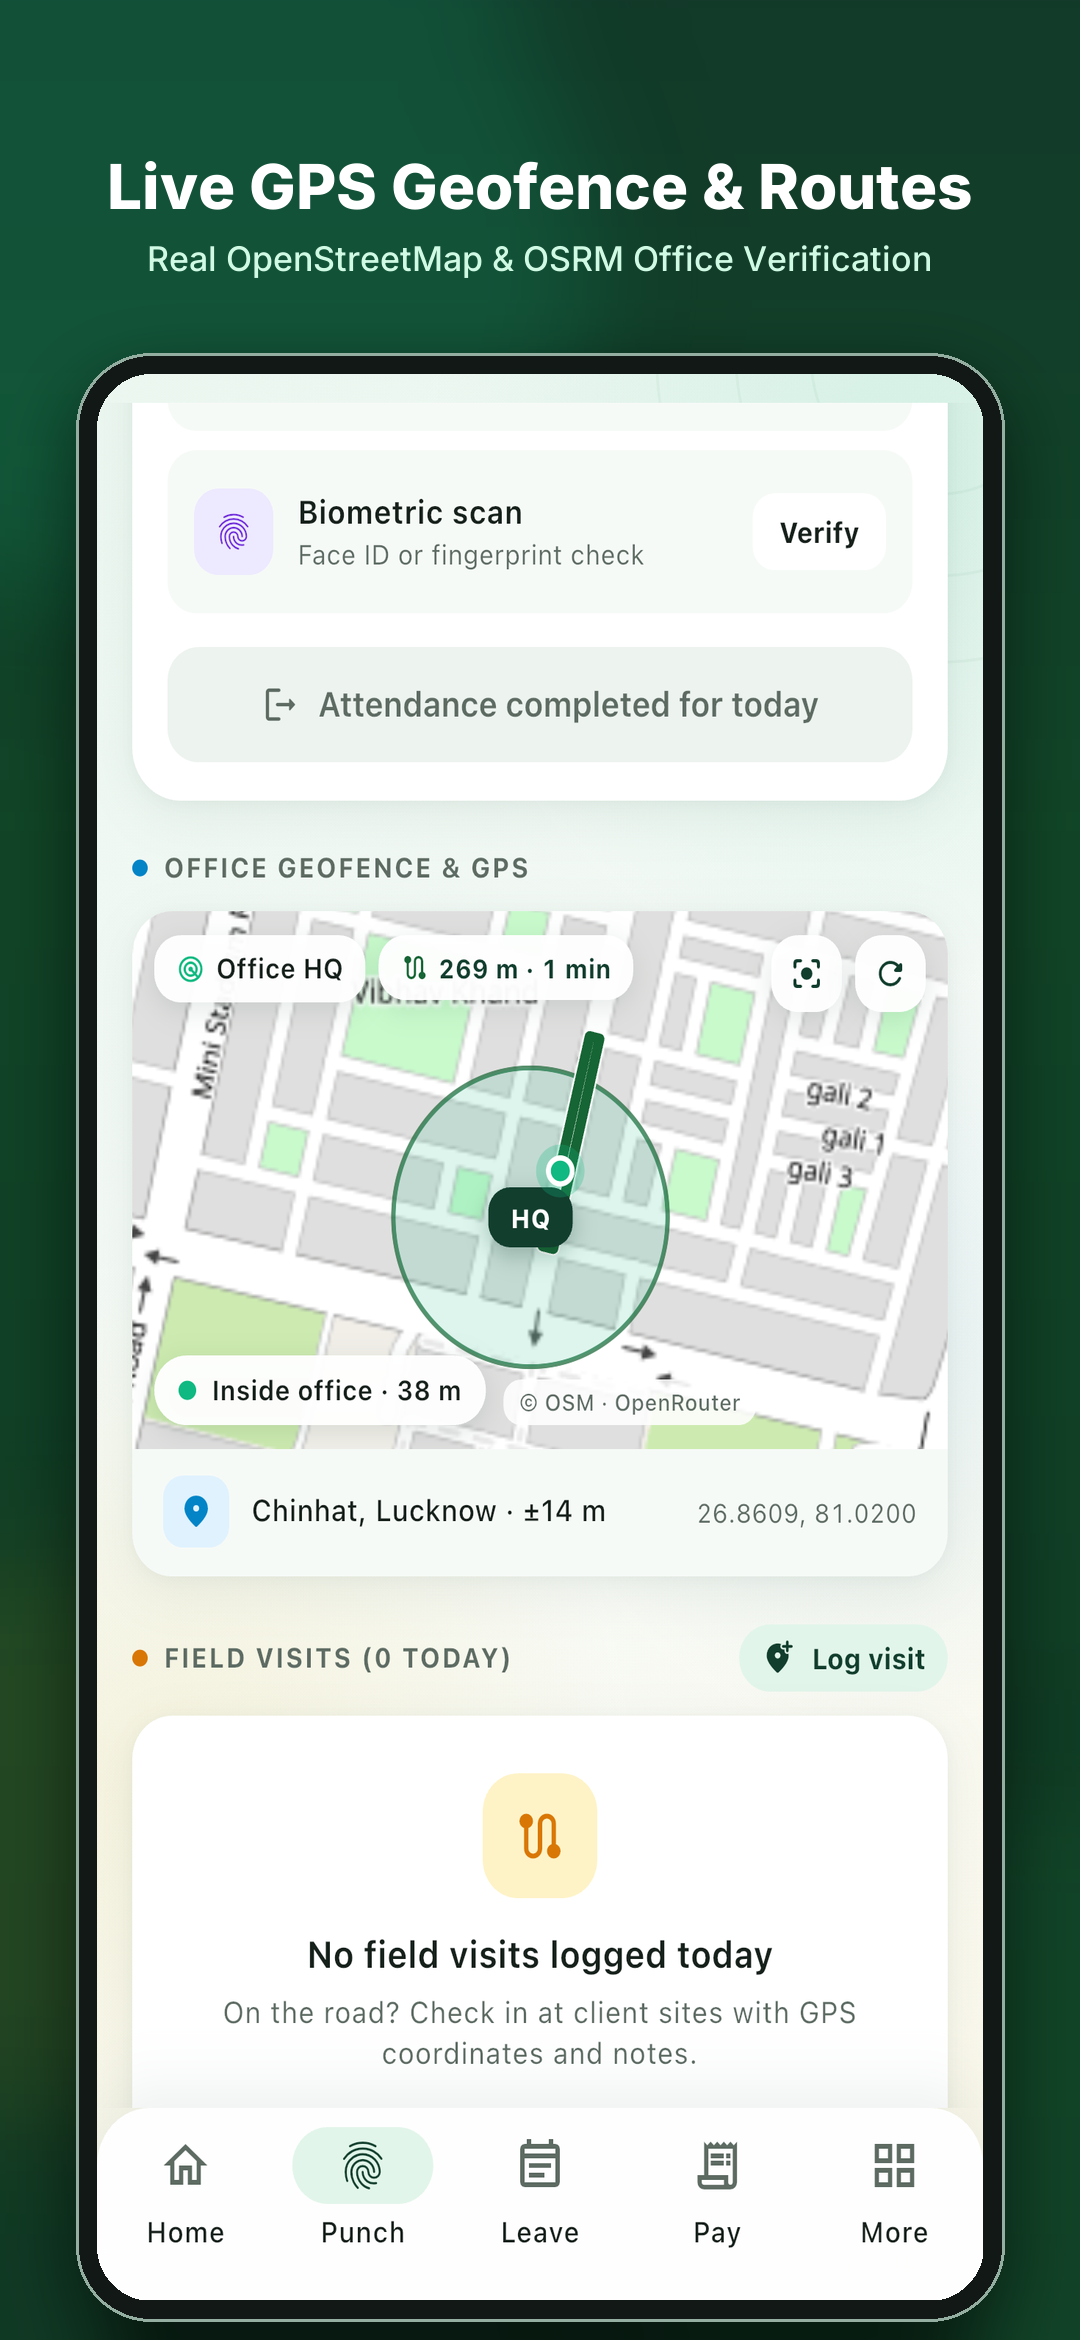 Live GPS Geofence & Routes
Real OpenStreetMap & OSRM Office Verification
Biometric scan
Face ID or fingerprint check
Verify
Attendance completed for today
OFFICE GEOFENCE & GPS
Office HQ
269 m · 1 min
Vibhav Khand
Mini
gali 2
gali 1
gali 3
HQ
Inside office · 38 m
© OSM · OpenRouter
Chinhat, Lucknow · ±14 m
26.8609, 81.0200
FIELD VISITS (0 TODAY)
Log visit
No field visits logged today
On the road? Check in at client sites with GPS
coordinates and notes.
Home
Punch
Leave
Pay
More